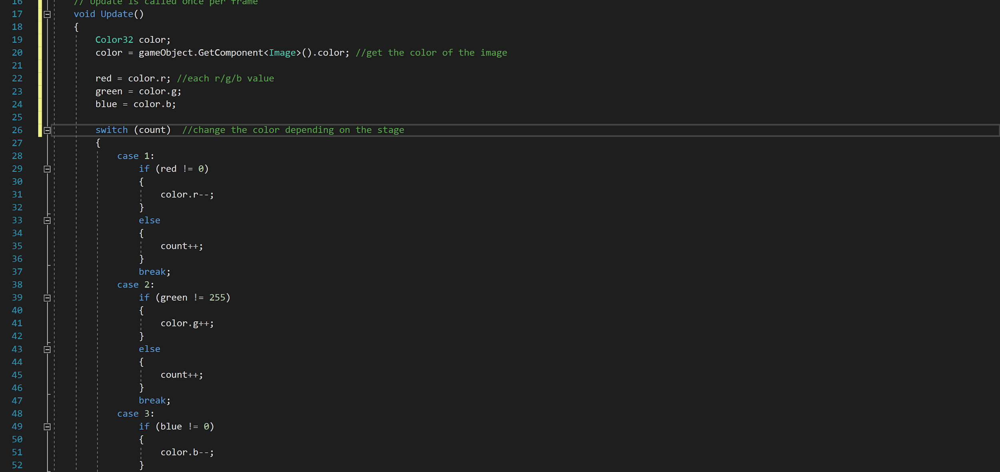 16 // Update is called once per frame
17 void Update()
18 {
19 Color32 color;
20 color = gameObject.GetComponent<Image>().color; //get the color of the image
21
22 red = color.r; //each r/g/b value
23 green = color.g;
24 blue = color.b;
25
26 switch (count)  //change the color depending on the stage
27 {
28 case 1:
29 if (red != 0)
30 {
31 color.r--;
32 }
33 else
34 {
35 count++;
36 }
37 break;
38 case 2:
39 if (green != 255)
40 {
41 color.g++;
42 }
43 else
44 {
45 count++;
46 }
47 break;
48 case 3:
49 if (blue != 0)
50 {
51 color.b--;
52 }